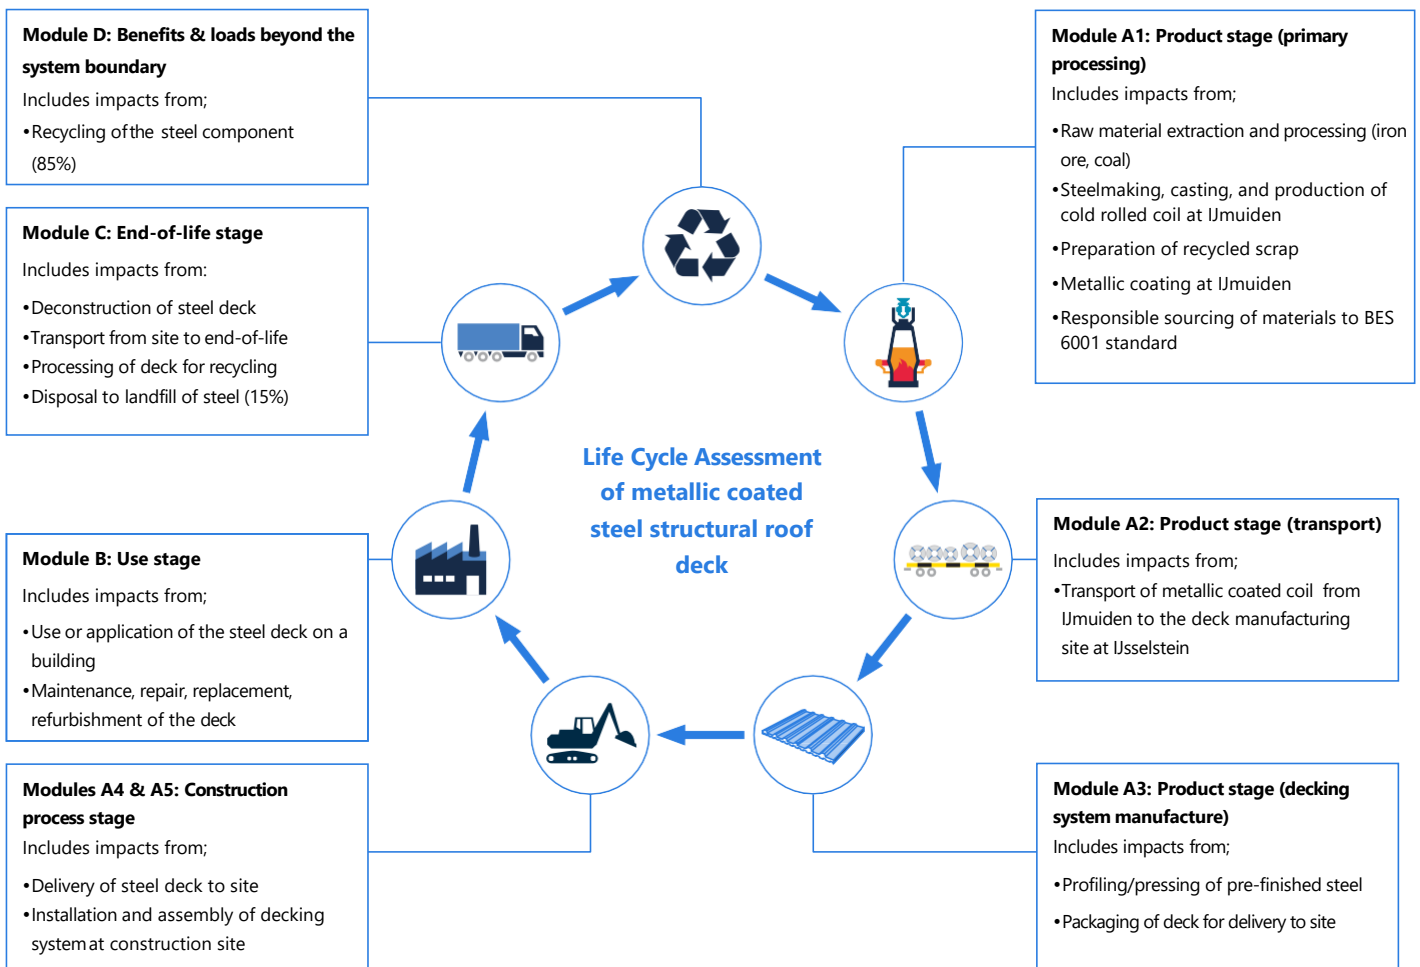 Module D: Benefits & loads beyond the
system boundary
Includes impacts from;
•Recycling of the steel component
(85%)
Module C: End-of-life stage
Includes impacts from:
•Deconstruction of steel deck
•Transport from site to end-of-life
•Processing of deck for recycling
•Disposal to landfill of steel (15%)
Module B: Use stage
Includes impacts from;
•Use or application of the steel deck on a
building
•Maintenance, repair, replacement,
refurbishment of the deck
Modules A4 & A5: Construction
process stage
Includes impacts from;
•Delivery of steel deck to site
•Installation and assembly of decking
system at construction site
Life Cycle Assessment
of metallic coated
steel structural roof
deck
Module A1: Product stage (primary
processing)
Includes impacts from;
•Raw material extraction and processing (iron
ore, coal)
•Steelmaking, casting, and production of
cold rolled coil at IJmuiden
•Preparation of recycled scrap
•Metallic coating at IJmuiden
•Responsible sourcing of materials to BES
6001 standard
Module A2: Product stage (transport)
Includes impacts from;
•Transport of metallic coated coil from
IJmuiden to the deck manufacturing
site at IJsselstein
Module A3: Product stage (decking
system manufacture)
Includes impacts from;
•Profiling/pressing of pre-finished steel
•Packaging of deck for delivery to site